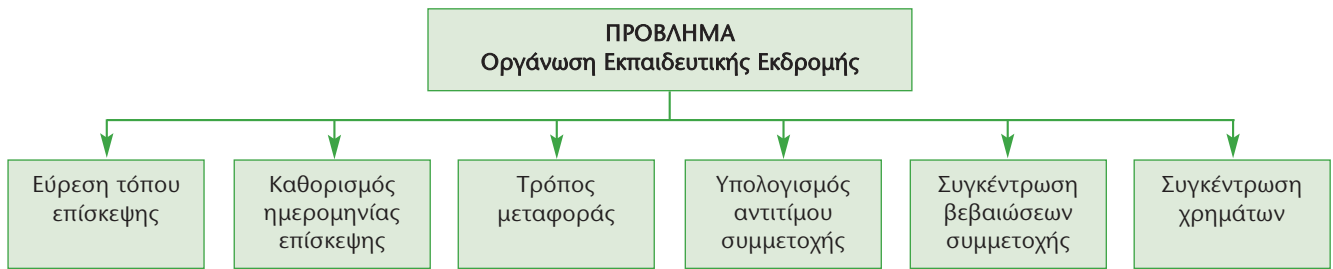 ΠΡΟΒΛΗΜΑ
Οργάνωση Εκπαιδευτικής Εκδρομής
Εύρεση τόπου
επίσκεψης
Καθορισμός
ημερομηνίας
επίσκεψης
Τρόπος
μεταφοράς
Υπολογισμός
αντιτίμου
συμμετοχής
Συγκέντρωση
βεβαιώσεων
συμμετοχής
Συγκέντρωση
χρημάτων